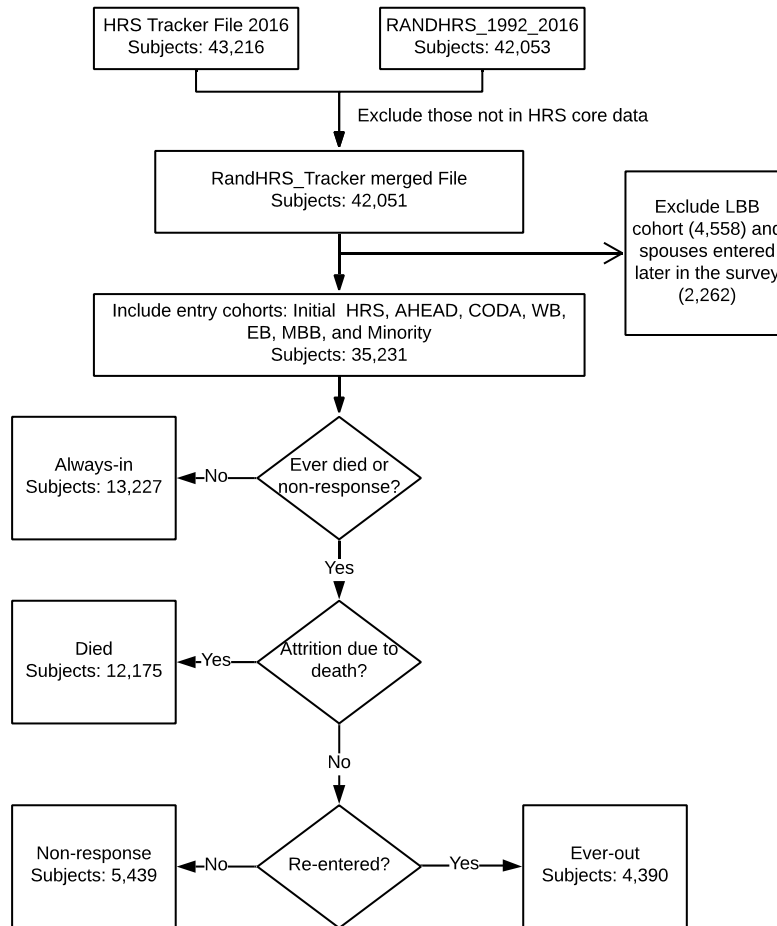 HRS Tracker File 2016
Subjects: 43,216
RANDHRS_1992_2016
Subjects: 42,053
Exclude those not in HRS core data
RandHRS_Tracker merged File
Subjects: 42,051
Exclude LBB
cohort (4,558) and
spouses entered
later in the survey
(2,262)
Include entry cohorts: Initial HRS, AHEAD, CODA, WB,
EB, MBB, and Minority
Subjects: 35,231
Always-in
Subjects: 13,227
No
Ever died or
non-response?
Yes
Died
Subjects: 12,175
Yes
Attrition due to
death?
No
Non-response
Subjects: 5,439
No
Re-entered?
Yes
Ever-out
Subjects: 4,390